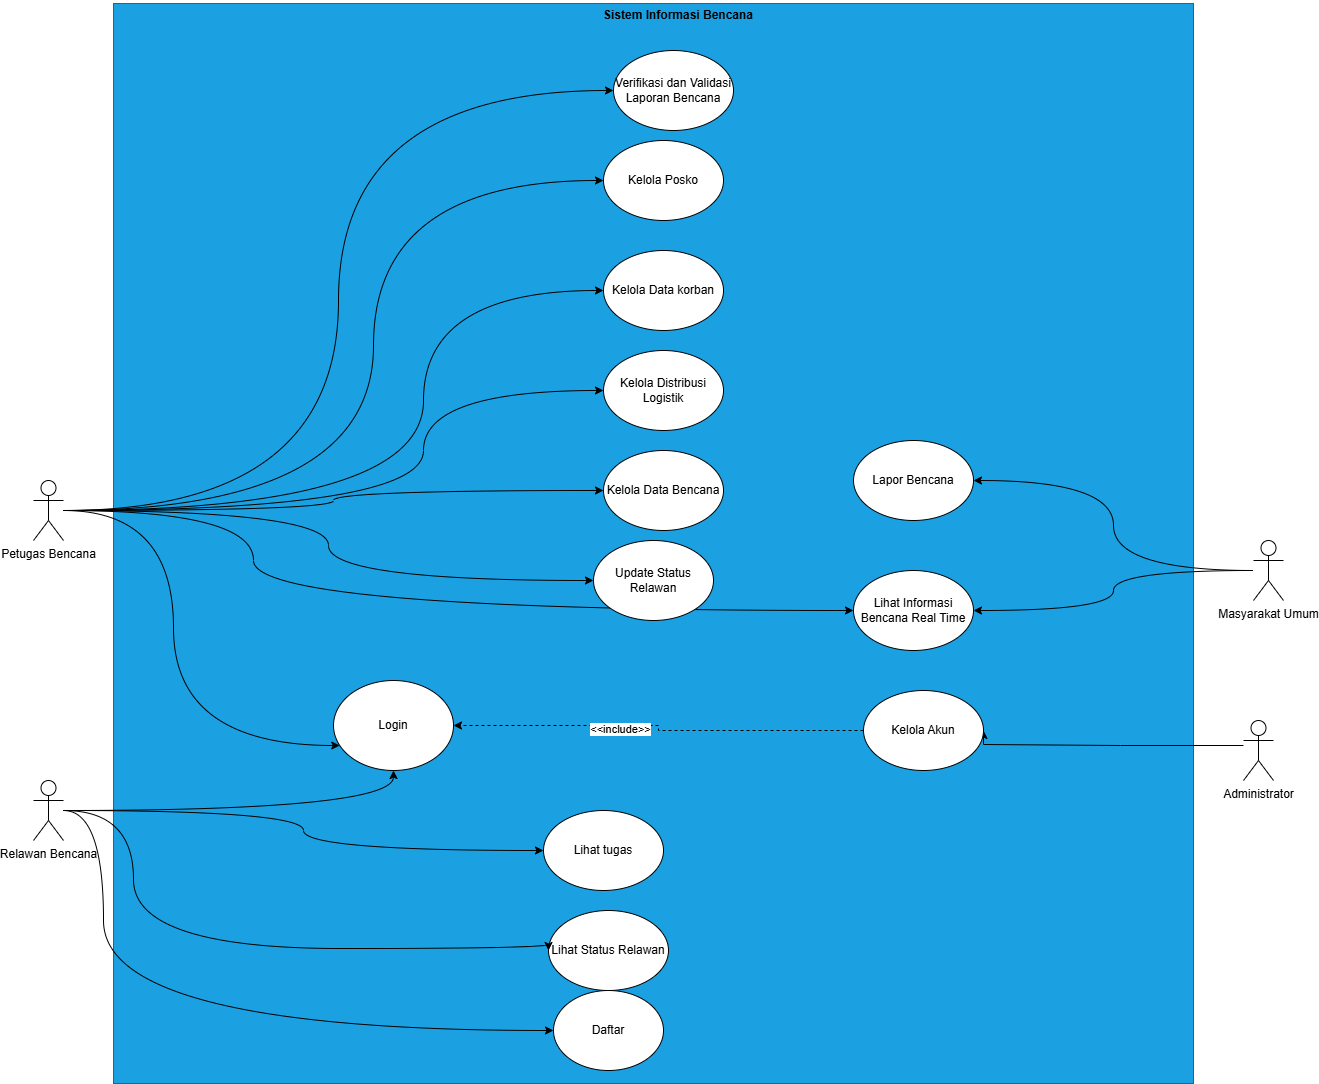 Sistem Informasi Bencana
Verifikasi dan Validasi
Laporan Bencana
Kelola Posko
Kelola Data korban
Kelola Distribusi
Logistik
Lapor Bencana
Kelola Data Bencana
Petugas Bencana
Update Status
Relawan
Lihat Informasi
Bencana Real Time
Masyarakat Umum
Login
<<include>>
Kelola Akun
Administrator
Relawan Bencana
Lihat tugas
Lihat Status Relawan
Daftar